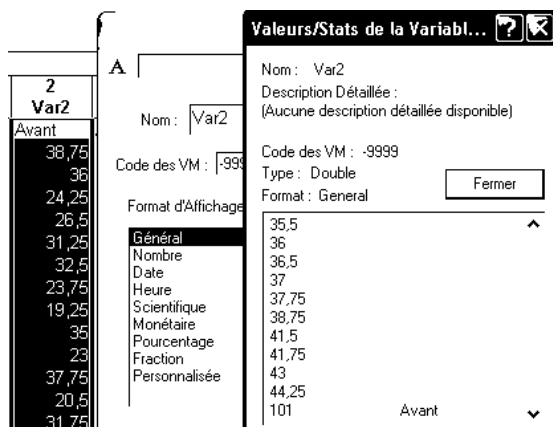 2
Var2
Avant
38,75
36
24,25
26,5
31,25
32,5
23,75
19,25
35
23
37,75
20,5
31,75
A
Nom : Var2
Code des VM :
Format d'Affichage
Général
Nombre
Date
Heure
Scientifique
Monétaire
Pourcentage
Fraction
Personnalisée
Valeurs/Stats de la Variabl...
Nom : Var2
Description Détaillée :
(Aucune description détaillée disponible)
Code des VM : -9999
Type : Double
Format : General
Fermer
35,5
36
36,5
37
37,75
38,75
41,5
41,75
43
44,25
101 Avant